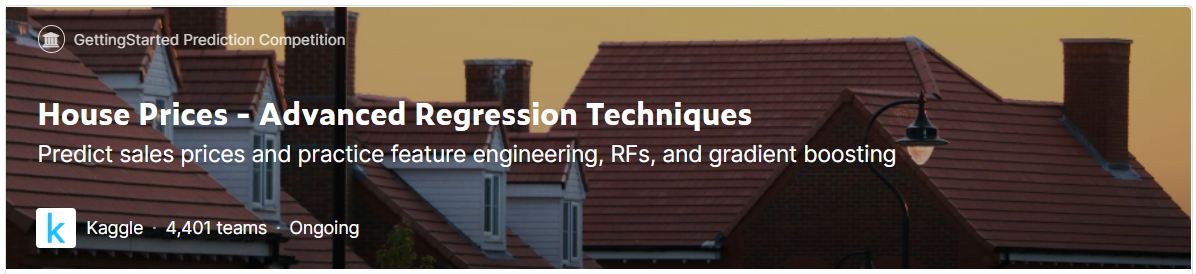 GettingStarted Prediction Competition
House Prices - Advanced Regression Techniques
Predict sales prices and practice feature engineering, RFs, and gradient boosting
k
Kaggle · 4,401 teams · Ongoing